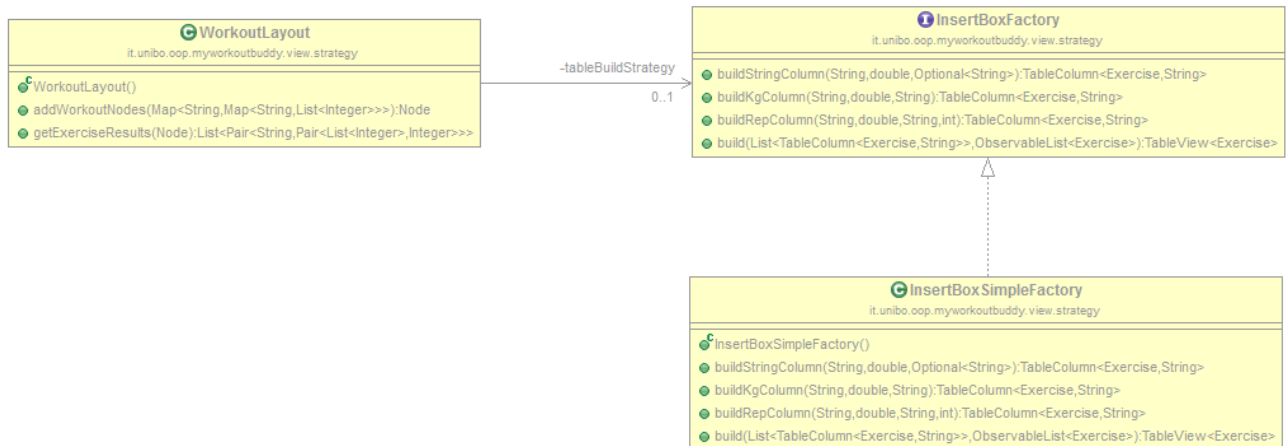 WorkoutLayout
it.unibo.oop.myworkoutbuddy.view.strategy
WorkoutLayout()
addWorkoutNodes(Map<String,Map<String,List<Integer>>>):Node
getExerciseResults(Node):List<Pair<String,Pair<List<Integer>,Integer>>>
-tableBuildStrategy
0..1
InsertBoxFactory
it.unibo.oop.myworkoutbuddy.view.strategy
buildStringColumn(String,double,Optional<String>):TableColumn<Exercise,String>
buildKgColumn(String,double,String):TableColumn<Exercise,String>
buildRepColumn(String,double,String,int):TableColumn<Exercise,String>
build(List<TableColumn<Exercise,String>>,ObservableList<Exercise>):TableView<Exercise>
InsertBoxSimpleFactory
it.unibo.oop.myworkoutbuddy.view.strategy
InsertBoxSimpleFactory()
buildStringColumn(String,double,Optional<String>):TableColumn<Exercise,String>
buildKgColumn(String,double,String):TableColumn<Exercise,String>
buildRepColumn(String,double,String,int):TableColumn<Exercise,String>
build(List<TableColumn<Exercise,String>>,ObservableList<Exercise>):TableView<Exercise>